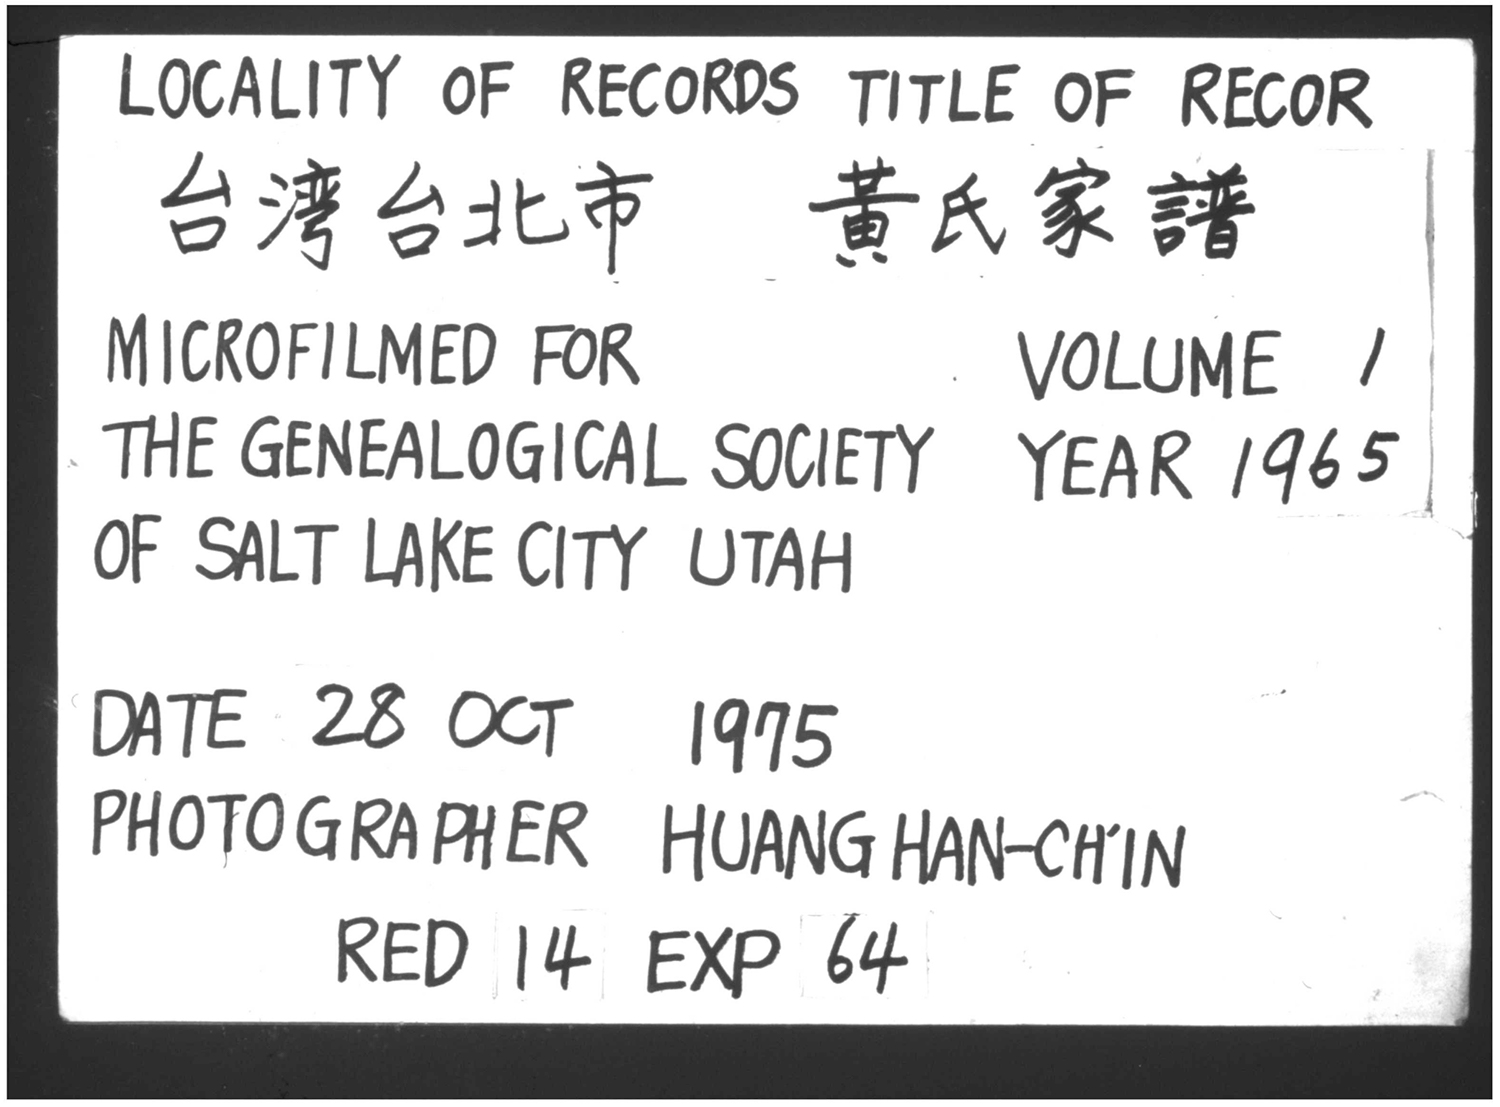 LOCALITY OF RECORDS TITLE OF RECOR
台湾台北市 黃氏家譜
MICROFILMED FOR VOLUME 1
THE GENEALOGICAL SOCIETY YEAR 1965
OF SALT LAKE CITY UTAH
DATE 28 OCT 1975
PHOTOGRAPHER HUANG HAN-CH'IN
RED 14 EXP 64